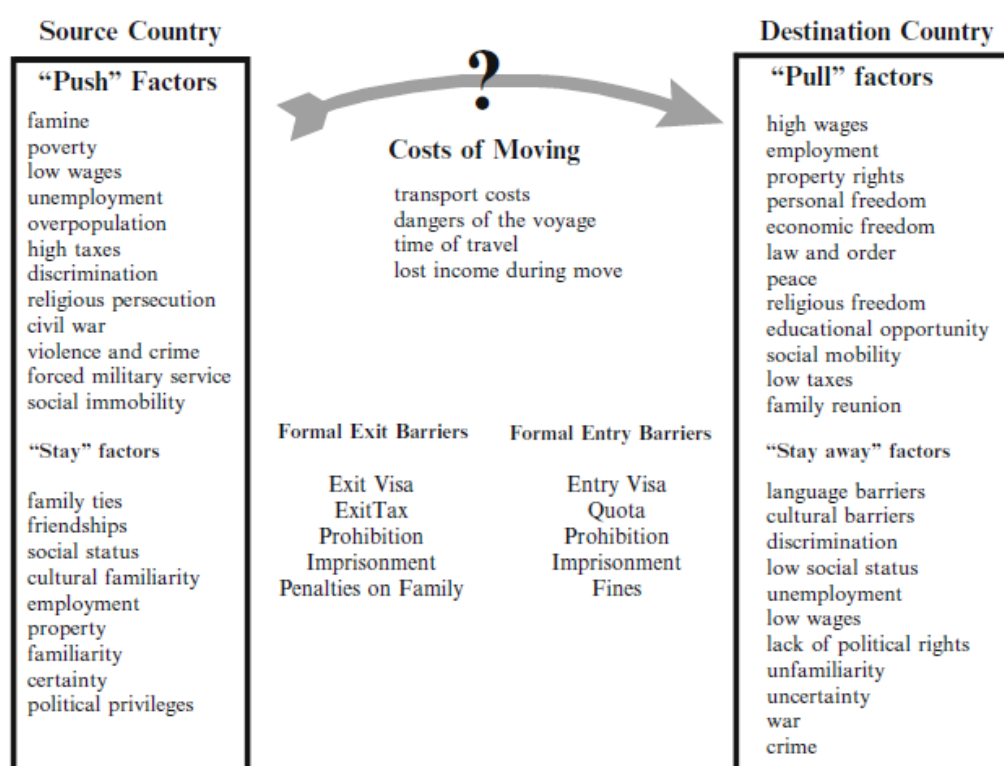 Source Country
“Push” Factors
famine
poverty
low wages
unemployment
overpopulation
high taxes
discrimination
religious persecution
civil war
violence and crime
forced military service
social immobility
“Stay” factors
family ties
friendships
social status
cultural familiarity
employment
property
familiarity
certainty
political privileges
?
Costs of Moving
transport costs
dangers of the voyage
time of travel
lost income during move
Formal Exit Barriers
Exit Visa
ExitTax
Prohibition
Imprisonment
Penalties on Family
Formal Entry Barriers
Entry Visa
Quota
Prohibition
Imprisonment
Fines
Destination Country
“Pull” factors
high wages
employment
property rights
personal freedom
economic freedom
law and order
peace
religious freedom
educational opportunity
social mobility
low taxes
family reunion
“Stay away” factors
language barriers
cultural barriers
discrimination
low social status
unemployment
low wages
lack of political rights
unfamiliarity
uncertainty
war
crime